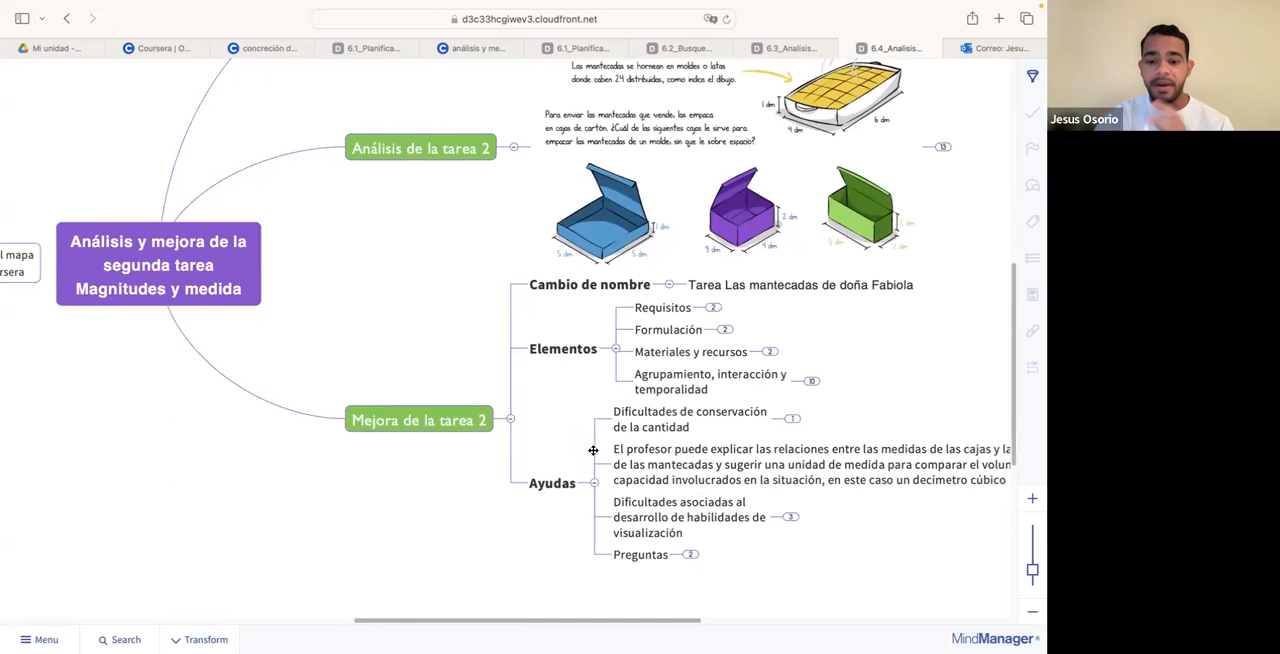 d3c33hcgiwev3.cloudfront.net
Mi unidad -...
Coursera | O...
concreción d...
6.1_Planifica...
análisis y me...
6.1_Planifica...
6.2_Busque...
6.3_Analisis...
6.4_Analisis...
Correo: Jesu...
Jesus Osorio
Las mantecadas se hornean en moldes o latas
donde caben 24 distribuidas, como indica el dibujo.
1 dm
4 dm
6 dm
Para enviar las mantecadas que vende, las empaca
en cajas de cartón. ¿Cuál de las siguientes cajas le sirve para
empacar las mantecadas de un molde, sin que le sobre espacio?
Análisis de la tarea 2
13
1 dm
5 dm
5 dm
2 dm
3 dm
4 dm
5 dm
2 dm
l mapa
rsera
Análisis y mejora de la
segunda tarea
Magnitudes y medida
Cambio de nombre
Tarea Las mantecadas de doña Fabiola
Requisitos
2
Formulación
2
Elementos
Materiales y recursos
2
Agrupamiento, interacción y
temporalidad
10
Mejora de la tarea 2
Dificultades de conservación
de la cantidad
1
El profesor puede explicar las relaciones entre las medidas de las cajas y la
de las mantecadas y sugerir una unidad de medida para comparar el volun
capacidad involucrados en la situación, en este caso un decímetro cúbico
Ayudas
Dificultades asociadas al
desarrollo de habilidades de
visualización
3
Preguntas
2
Menu
Search
Transform
MindManager